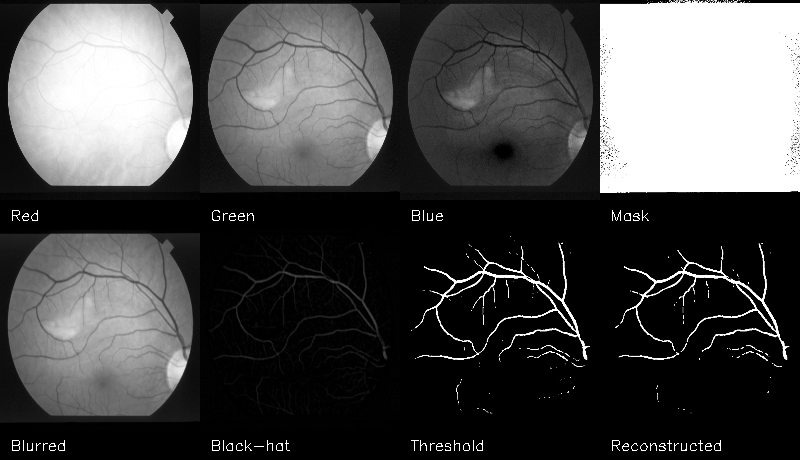 Red
Green
Blue
Mask
Blurred
Black-hat
Threshold
Reconstructed